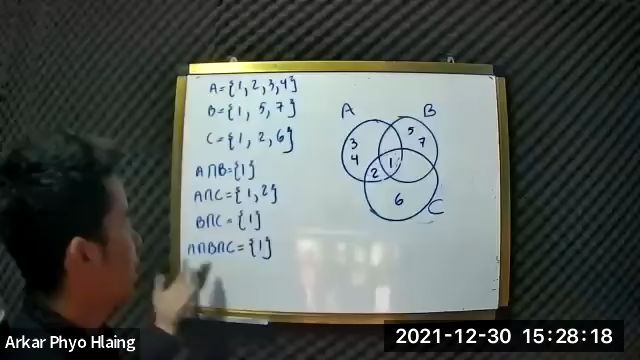 A={1,2,3,4}
B={1, 5, 7}
C={1, 2, 6}
A∩B={1}
A∩C={1,2}
B∩C={1}
A∩B∩C={1}
A
B
5
7
3
4
1
2
6
C
Arkar Phyo Hlaing
2021-12-30 15:28:18